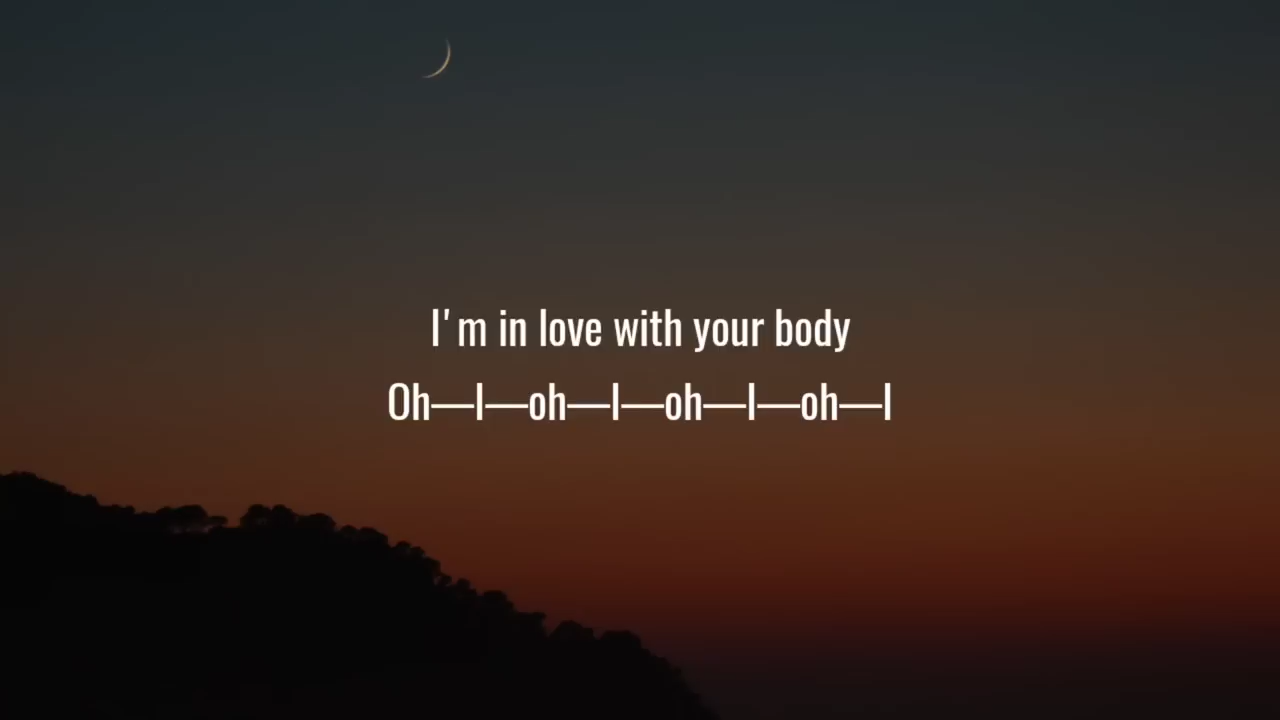 I'm in love with your body
Oh—I—oh—I—oh—I—oh—I